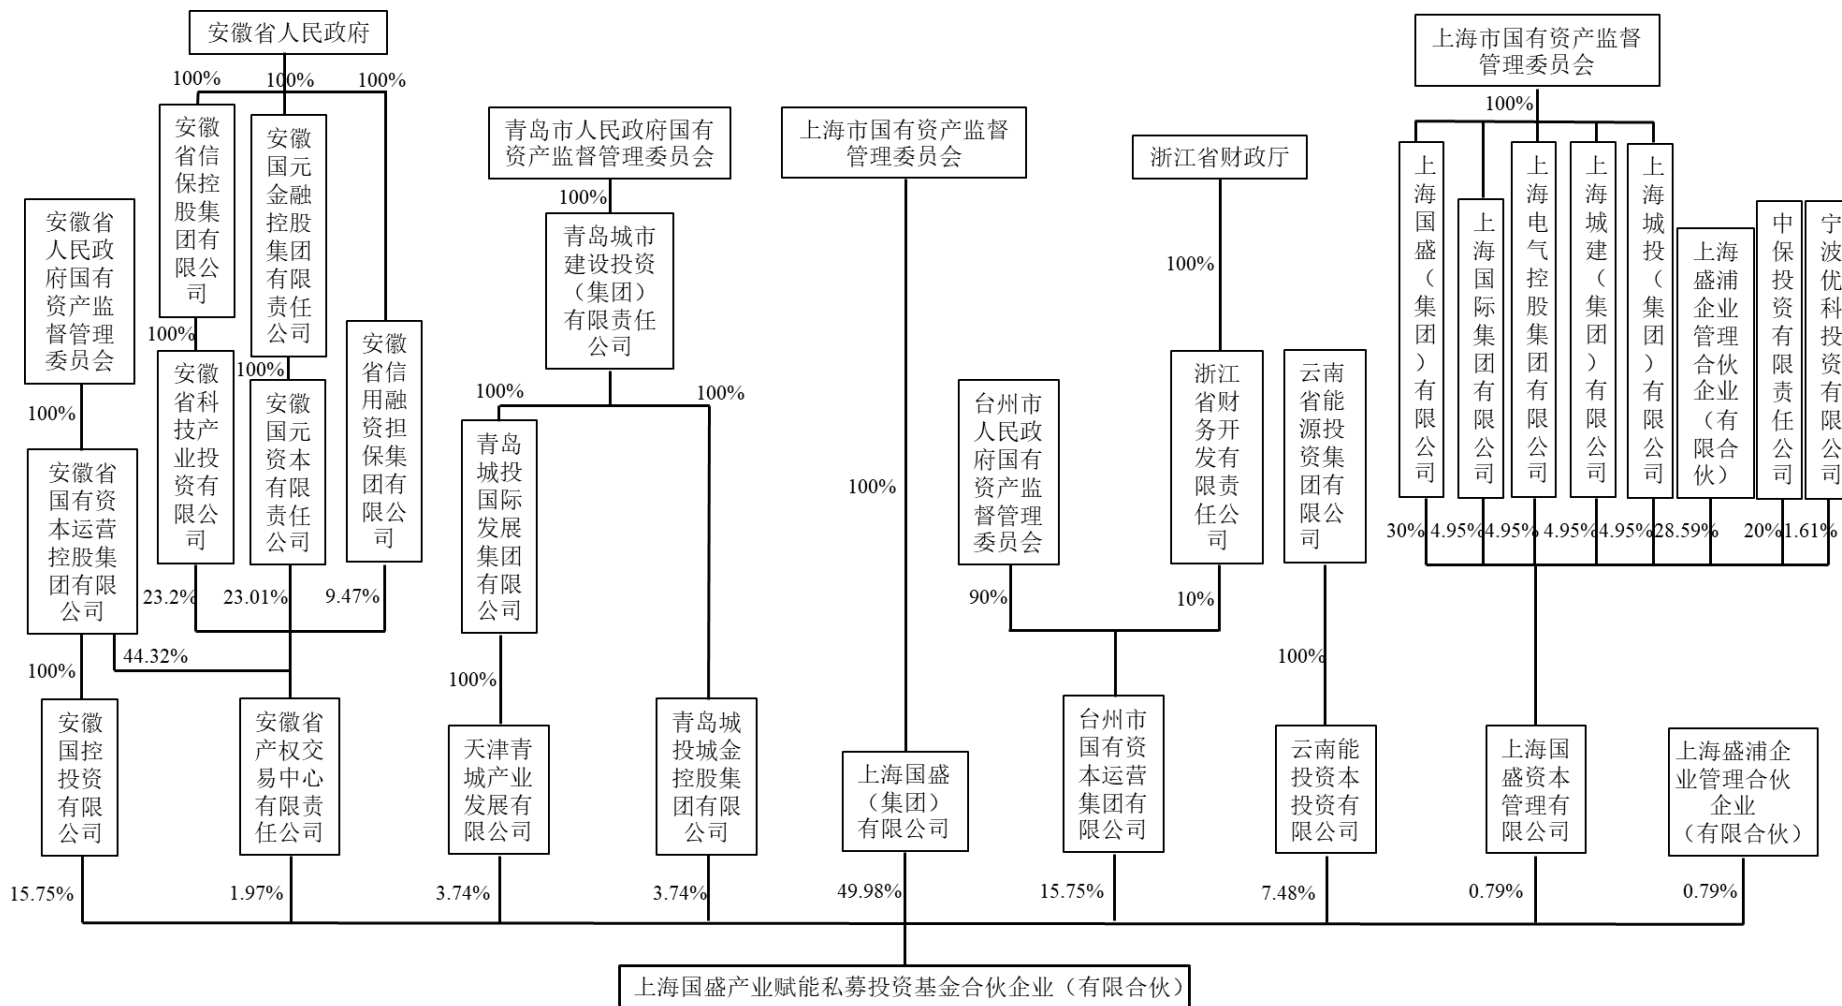 安徽省人民政府
上海市国有资产监督
管理委员会
100%
100%
100%
100%
安徽
省信
保控
股集
团有
限公
司
安徽
国元
金融
控股
集团
有限
责任
公司
青岛市人民政府国有
资产监督管理委员会
上海市国有资产监督
管理委员会
浙江省财政厅
安徽省
人民政
府国有
资产监
督管理
委员会
100%
青岛城市
建设投资
（集团）
有限责任
公司
100%
上海国盛（集团）有限公司
上海国际集团有限公司
上海电气控股集团有限公司
上海城建（集团）有限公司
上海城投（集团）有限公司
上海
盛浦
企业
管理
合伙
企业
（有
限合
伙）
中保投资有限责任公司
宁波优科投资有限公司
100%
100%
安徽
省科
技产
业投
资有
限公
司
安徽
国元
资本
有限
责任
公司
安徽
省信
用融
资担
保集
团有
限公
司
100%
100%
100%
台州市
人民政
府国有
资产监
督管理
委员会
浙江
省财
务开
发有
限责
任公
司
云南
省能
源投
资集
团有
限公
司
安徽省
国有资
本运营
控股集
团有限
公司
青岛
城投
国际
发展
集团
有限
公司
100%
30%
4.95%
4.95%
4.95%
4.95%
28.59%
20%
1.61%
23.2%
23.01%
9.47%
90%
10%
44.32%
100%
100%
100%
安徽
国控
投资
有限
公司
安徽省
产权交
易中心
有限责
任公司
天津青
城产业
发展有
限公司
青岛城
投城金
控股集
团有限
公司
上海国盛
（集团）
有限公司
台州市
国有资
本运营
集团有
限公司
云南能
投资本
投资有
限公司
上海国
盛资本
管理有
限公司
上海盛浦企
业管理合伙
企业
（有限合伙）
15.75%
1.97%
3.74%
3.74%
49.98%
15.75%
7.48%
0.79%
0.79%
上海国盛产业赋能私募投资基金合伙企业（有限合伙）